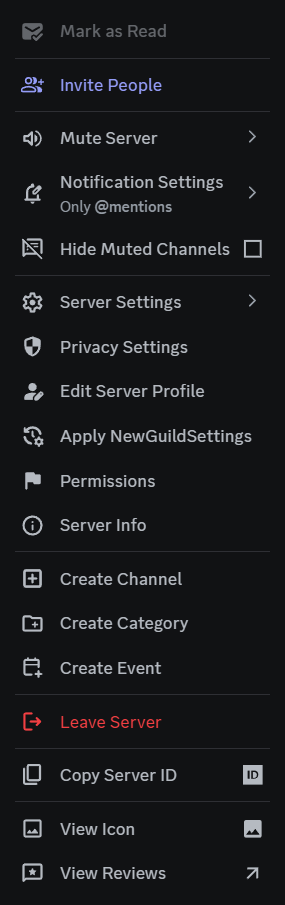 Mark as Read
Invite People
Mute Server
Notification Settings
Only @mentions
Hide Muted Channels
Server Settings
Privacy Settings
Edit Server Profile
Apply NewGuildSettings
Permissions
Server Info
Create Channel
Create Category
Create Event
Leave Server
Copy Server ID ID
View Icon
View Reviews